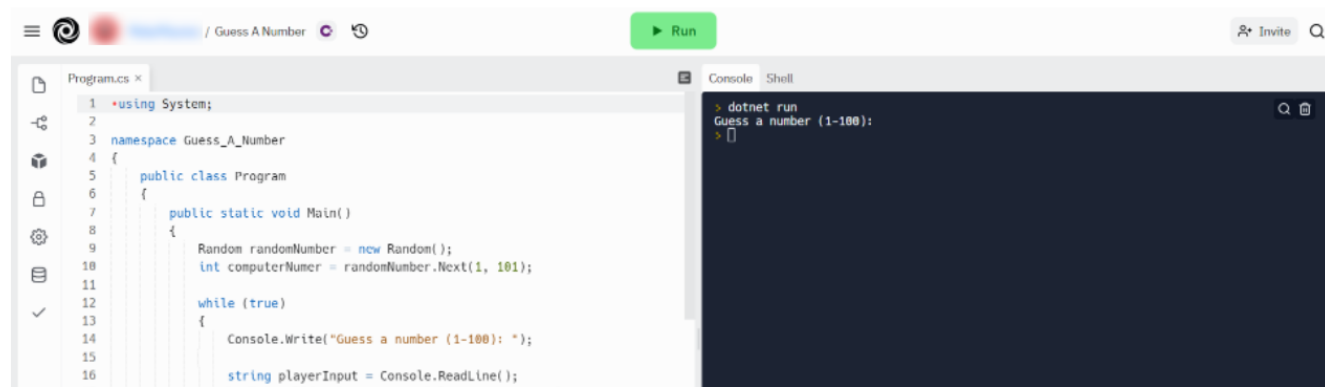 / Guess A Number
Run
Invite
Program.cs ×
Console Shell
1 using System;
2
3 namespace Guess_A_Number
4 {
5 public class Program
6 {
7 public static void Main()
8 {
9 Random randomNumber = new Random();
10 int computerNumer = randomNumber.Next(1, 101);
11
12 while (true)
13 {
14 Console.Write("Guess a number (1-100): ");
15
16 string playerInput = Console.ReadLine();
> dotnet run
Guess a number (1-100):
>